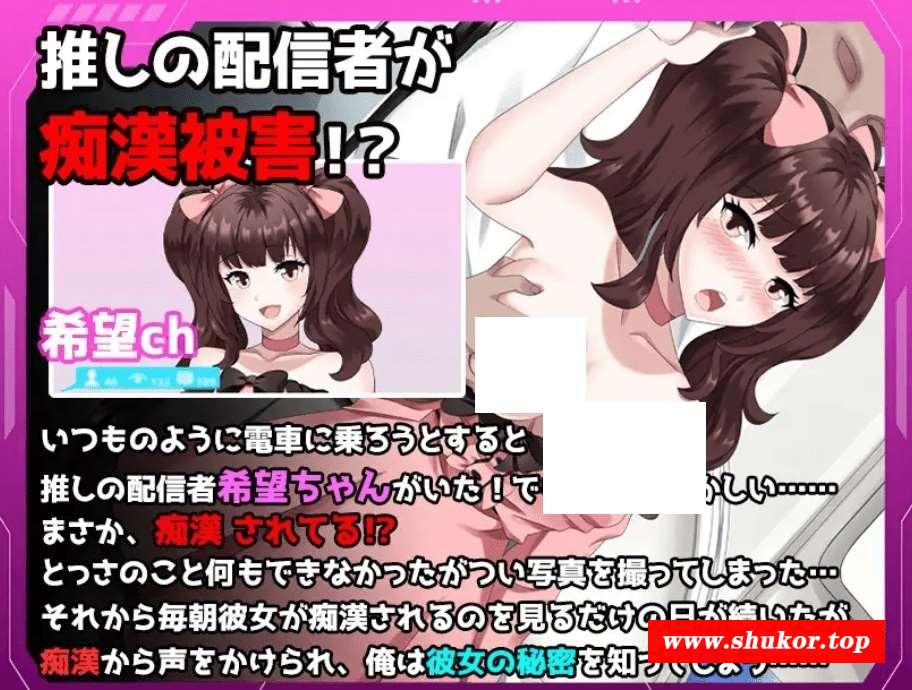 推しの配信者が
痴漢被害!?
希望ch
いつものように電車に乗ろうとすると
推しの配信者希望ちゃんがいた!で かしい……
まさか、痴漢 されてる!?
とっさのこと何もできなかったがつい写真を撮ってしまった…
それから毎朝彼女が痴漢されるのを見るだけの日が続いたが
痴漢から声をかけられ、俺は彼女の秘密を知ってしまう……
www.shukor.top